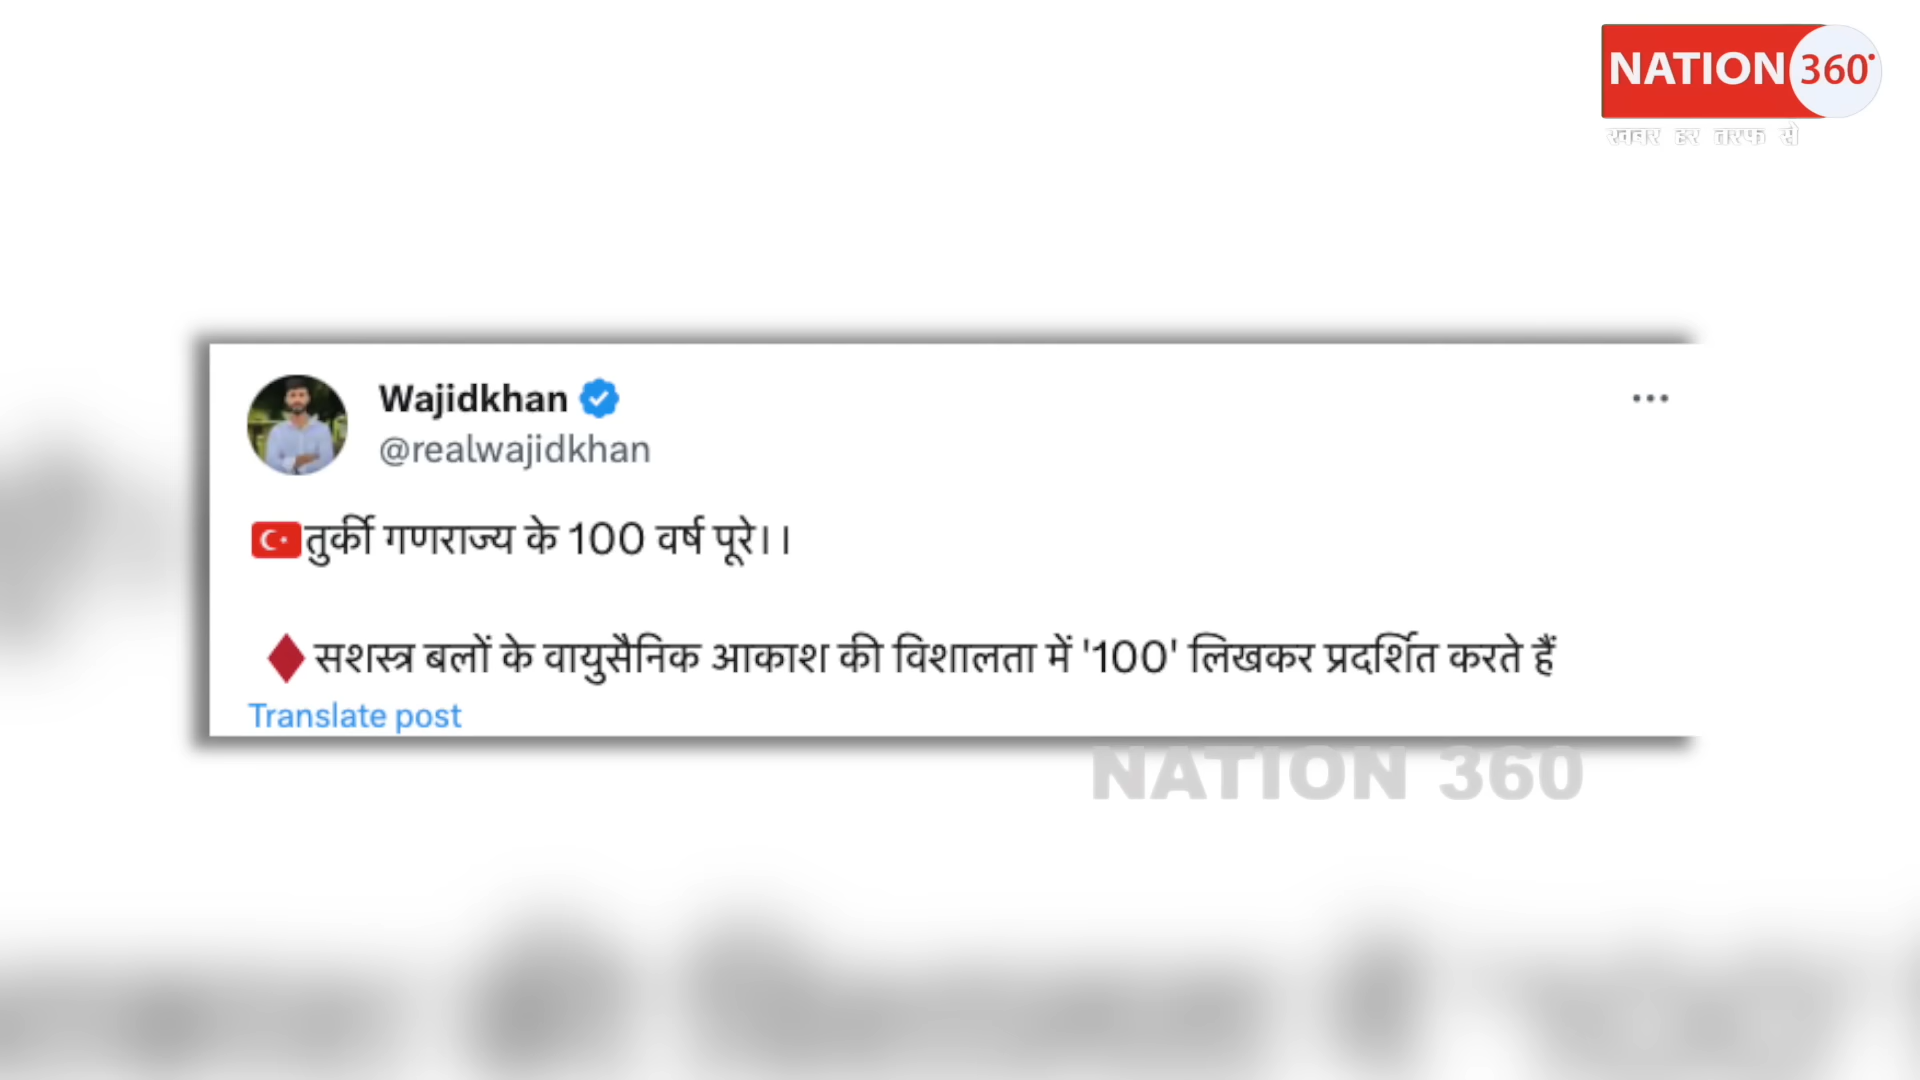 NATION 360°
खबर हर तरफ से
Wajidkhan
@realwajidkhan
तुर्की गणराज्य के 100 वर्ष पूरे।।
सशस्त्र बलों के वायुसैनिक आकाश की विशालता में '100' लिखकर प्रदर्शित करते हैं
Translate post
NATION 360